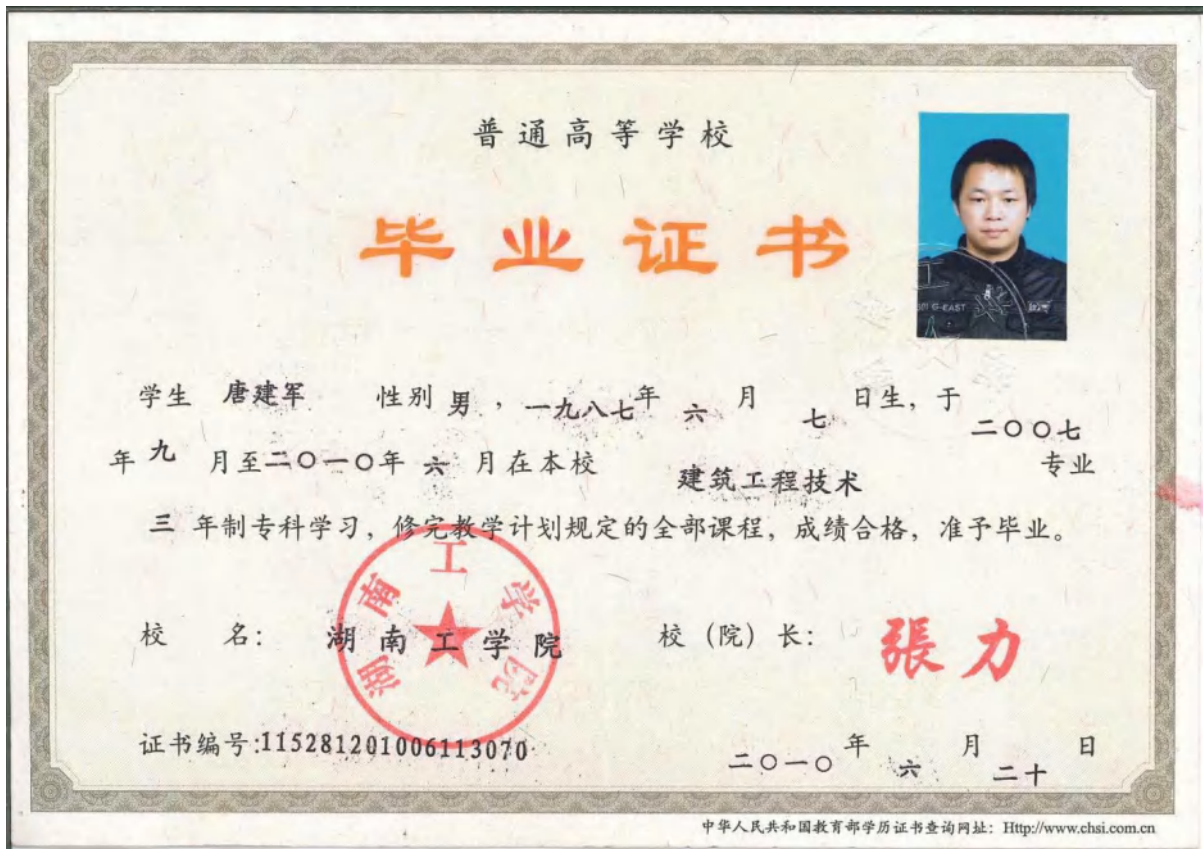 普通高等学校
毕业证书
学生 唐建军 性别 男，一九八七年 六 月 七 日生，于 二〇〇七
年 九 月至二〇一〇年 六 月在本校 建筑工程技术 专业
三 年制专科学习，修完教学计划规定的全部课程，成绩合格，准予毕业。
湖南工学院
校 名： 湖南工学院 校（院）长： 張力
证书编号:115281201006113070
二〇一〇 年 六 月 二十 日
中华人民共和国教育部学历证书查询网址：Http://www.chsi.com.cn